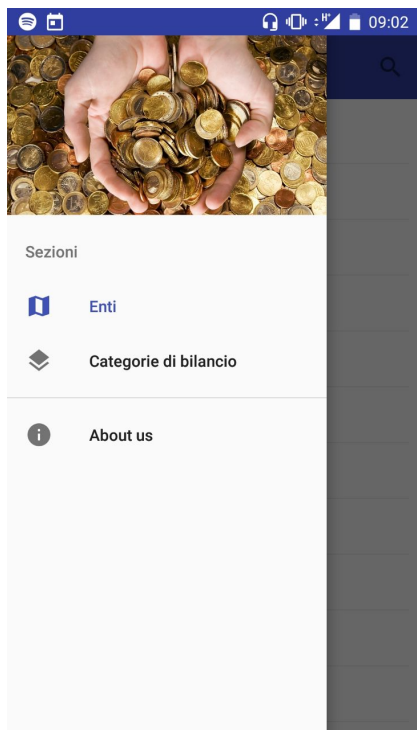 H+
09:02
Sezioni
Enti
Categorie di bilancio
About us